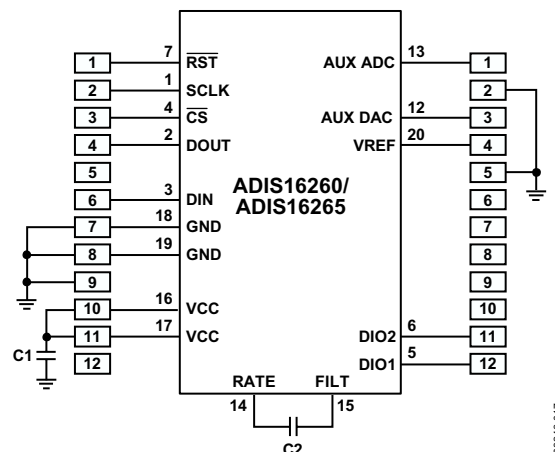 1 7 RST AUX ADC 13 1
2 1 SCLK 2
3 4 CS AUX DAC 12 3
4 2 DOUT VREF 20 4
5 5
ADIS16260/
ADIS16265
6 3 DIN 6
7 18 GND 7
8 19 GND 8
9 9
10 16 VCC 10
11 17 VCC DIO2 6 11
C1
12 DIO1 5 12
RATE FILT
14 15
C2